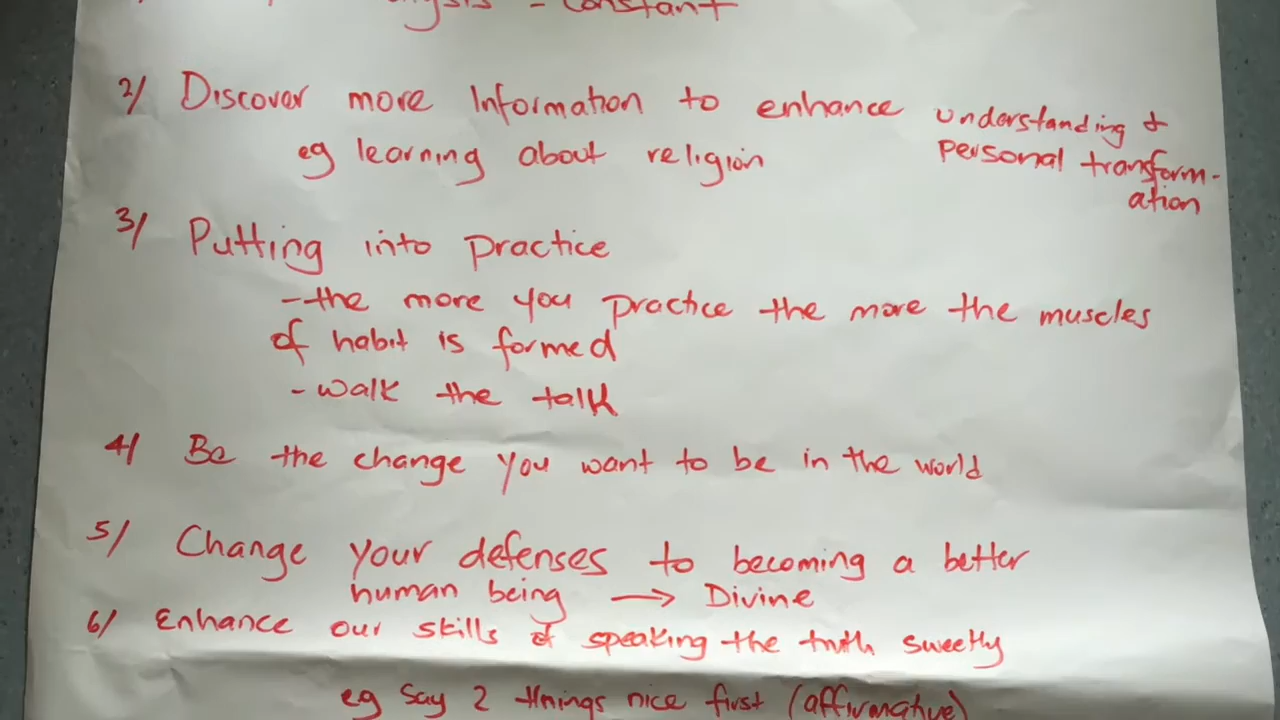 - Constant
2/ Discover more Information to enhance understanding &
personal transform-
ation
eg learning about religion
3/ Putting into practice
- the more you practice the more the muscles
of habit is formed
- walk the talk
4/ Be the change you want to be in the world
5/ Change your defenses to becoming a better
human being → Divine
6/ Enhance our skills of speaking the truth sweetly
eg Say 2 things nice first (affirmative)